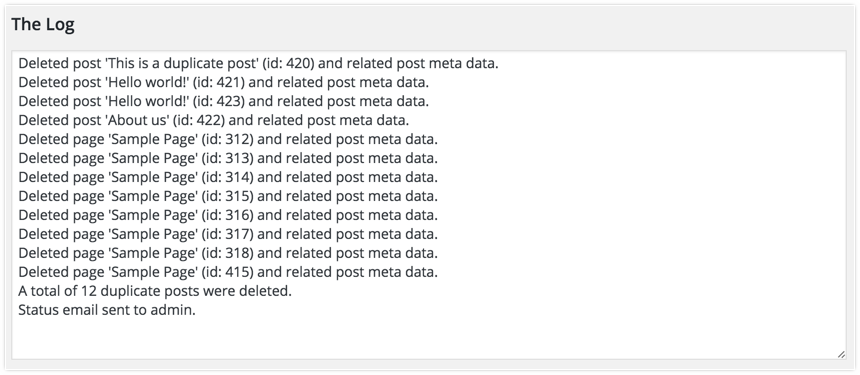 The Log
Deleted post 'This is a duplicate post' (id: 420) and related post meta data.
Deleted post 'Hello world!' (id: 421) and related post meta data.
Deleted post 'Hello world!' (id: 423) and related post meta data.
Deleted post 'About us' (id: 422) and related post meta data.
Deleted page 'Sample Page' (id: 312) and related post meta data.
Deleted page 'Sample Page' (id: 313) and related post meta data.
Deleted page 'Sample Page' (id: 314) and related post meta data.
Deleted page 'Sample Page' (id: 315) and related post meta data.
Deleted page 'Sample Page' (id: 316) and related post meta data.
Deleted page 'Sample Page' (id: 317) and related post meta data.
Deleted page 'Sample Page' (id: 318) and related post meta data.
Deleted page 'Sample Page' (id: 415) and related post meta data.
A total of 12 duplicate posts were deleted.
Status email sent to admin.